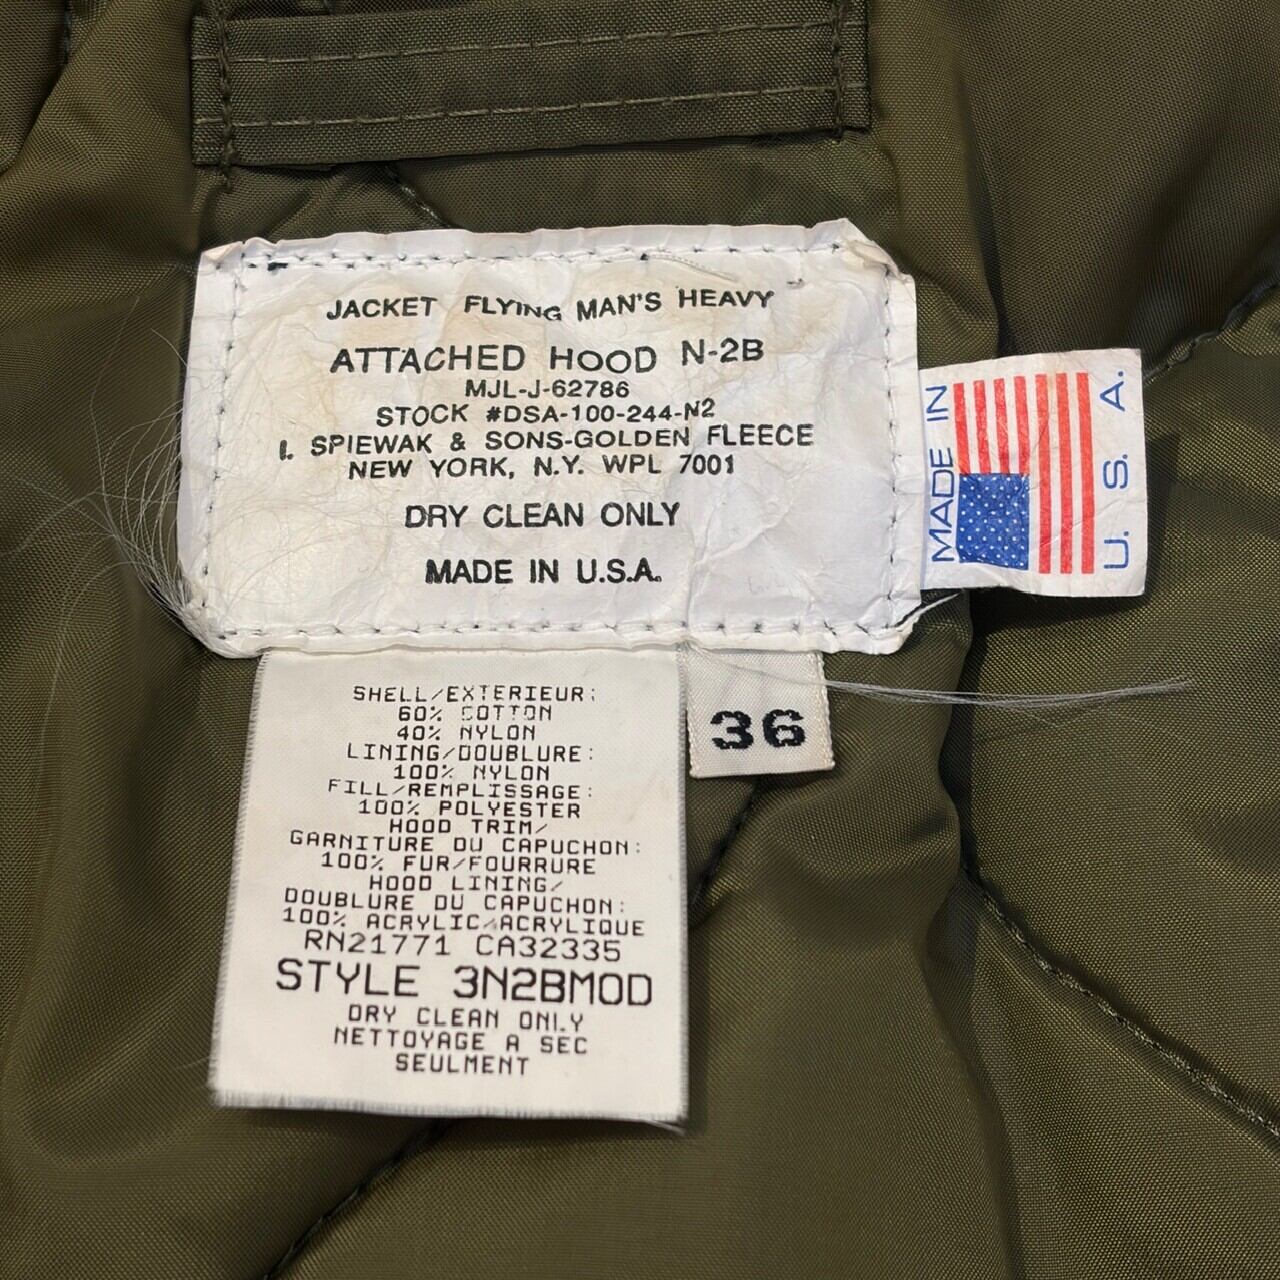 JACKET FLYING MAN'S HEAVY
ATTACHED HOOD N-2B
MJL-J-62786
STOCK #DSA-100-244-N2
I. SPIEWAK & SONS-GOLDEN FLEECE
NEW YORK, N.Y. WPL 7001
DRY CLEAN ONLY
MADE IN U.S.A.
MADE IN
U. S. A.
36
SHELL/EXTERIEUR:
60% COTTON
40% NYLON
LINING/DOUBLURE:
100% NYLON
FILL/REMPLISSAGE:
100% POLYESTER
HOOD TRIM/
GARNITURE DU CAPUCHON:
100% FUR/FOURRURE
HOOD LINING/
DOUBLURE DU CAPUCHON:
100% ACRYLIC/ACRYLIQUE
RN21771 CA32335
STYLE 3N2BMOD
DRY CLEAN ONLY
NETTOYAGE A SEC
SEULMENT